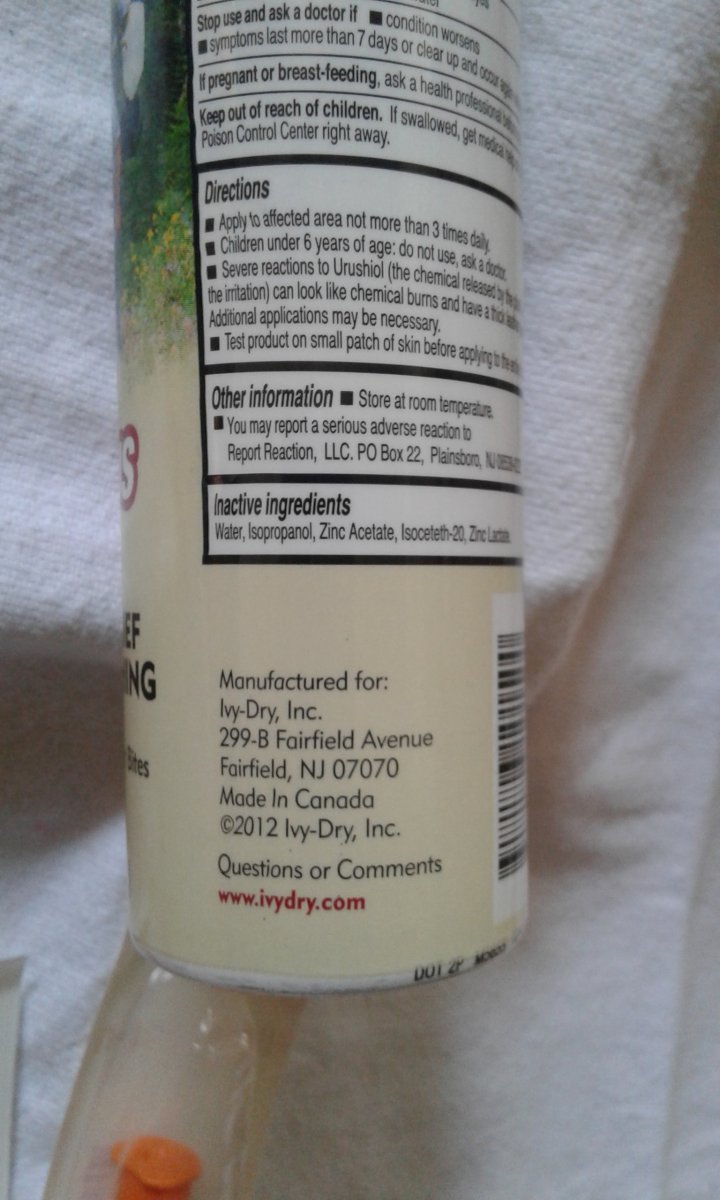 Stop use and ask a doctor if ■ condition worsens
■ symptoms last more than 7 days or clear up and occur
If pregnant or breast-feeding, ask a health professional
Keep out of reach of children. If swallowed, get medical
Poison Control Center right away.
Directions
■ Apply to affected area not more than 3 times daily.
■ Children under 6 years of age: do not use, ask a doctor.
■ Severe reactions to Urushiol (the chemical released by the
the irritation) can look like chemical burns and have a thick
Additional applications may be necessary.
■ Test product on small patch of skin before applying to the
Other information ■ Store at room temperature.
■ You may report a serious adverse reaction to
Report Reaction, LLC. PO Box 22, Plainsboro, NJ
Inactive ingredients
Water, Isopropanol, Zinc Acetate, Isoceteth-20, Zinc Lactate.
S
EF
ING
Bites
Manufactured for:
Ivy-Dry, Inc.
299-B Fairfield Avenue
Fairfield, NJ 07070
Made In Canada
©2012 Ivy-Dry, Inc.
Questions or Comments
www.ivydry.com
DOT 2P